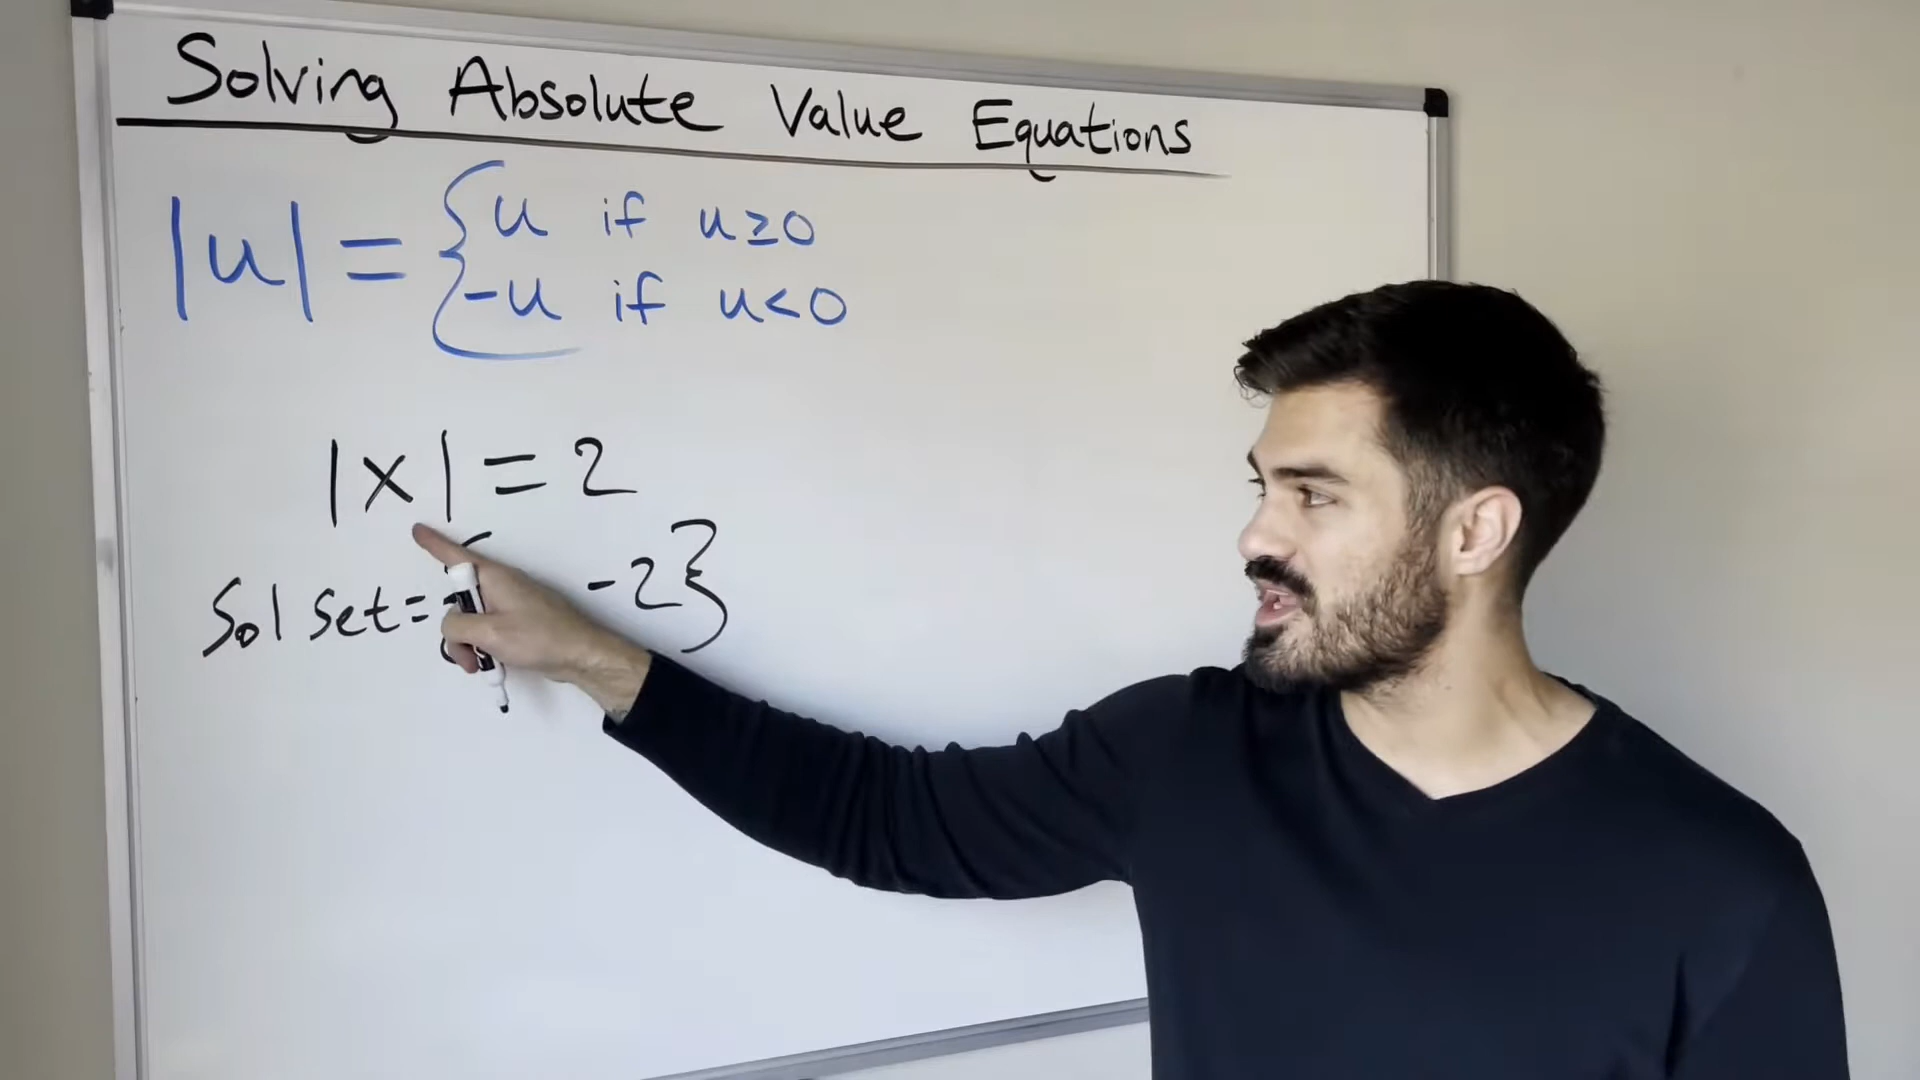 Solving Absolute Value Equations
|u| = { u if u≥0
-u if u<0
|x| = 2
Sol set = -2}